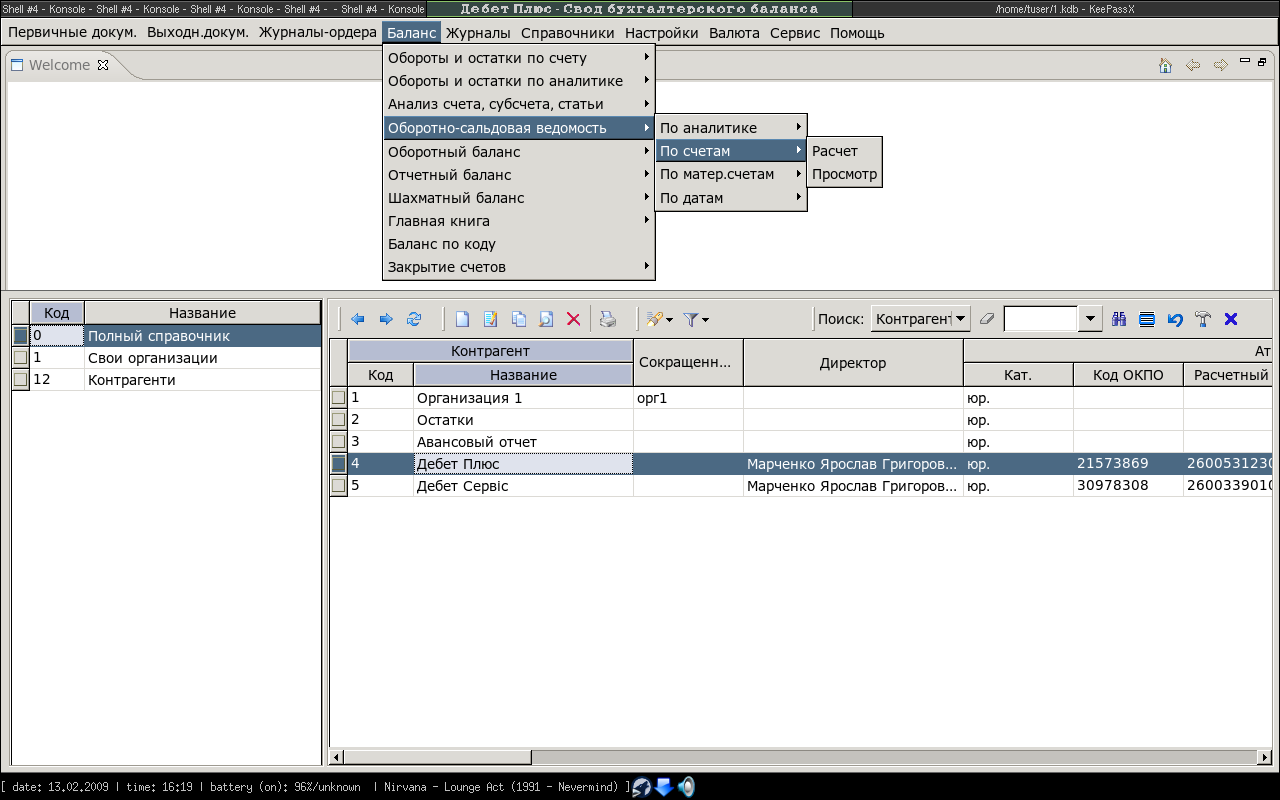 Shell #4 - Konsole - Shell #4 - Konsole - Shell #4 - Konsole - Shell #4 - - Shell #4 - Konsole
Дебет Плюс - Свод бухгалтерского баланса
/home/tuser/1.kdb - KeePassX
Первичные докум. Выходн.докум. Журналы-ордера Баланс Журналы Справочники Настройки Валюта Сервис Помощь
Welcome
Обороты и остатки по счету
Обороты и остатки по аналитике
Анализ счета, субсчета, статьи
Оборотно-сальдовая ведомость
Оборотный баланс
Отчетный баланс
Шахматный баланс
Главная книга
Баланс по коду
Закрытие счетов
По аналитике
По счетам
По матер.счетам
По датам
Расчет
Просмотр
Код Название
0 Полный справочник
1 Свои организации
12 Контрагенти
Поиск: Контрагент
Контрагент Сокращенн... Директор Ат
Код Название Кат. Код ОКПО Расчетный
1 Организация 1 орг1 юр.
2 Остатки юр.
3 Авансовый отчет юр.
4 Дебет Плюс Марченко Ярослав Григоров... юр. 21573869 2600531230
5 Дебет Сервіс Марченко Ярослав Григоров... юр. 30978308 2600339010
[ date: 13.02.2009 | time: 16:19 | battery (on): 96%/unknown | Nirvana - Lounge Act (1991 - Nevermind) ]